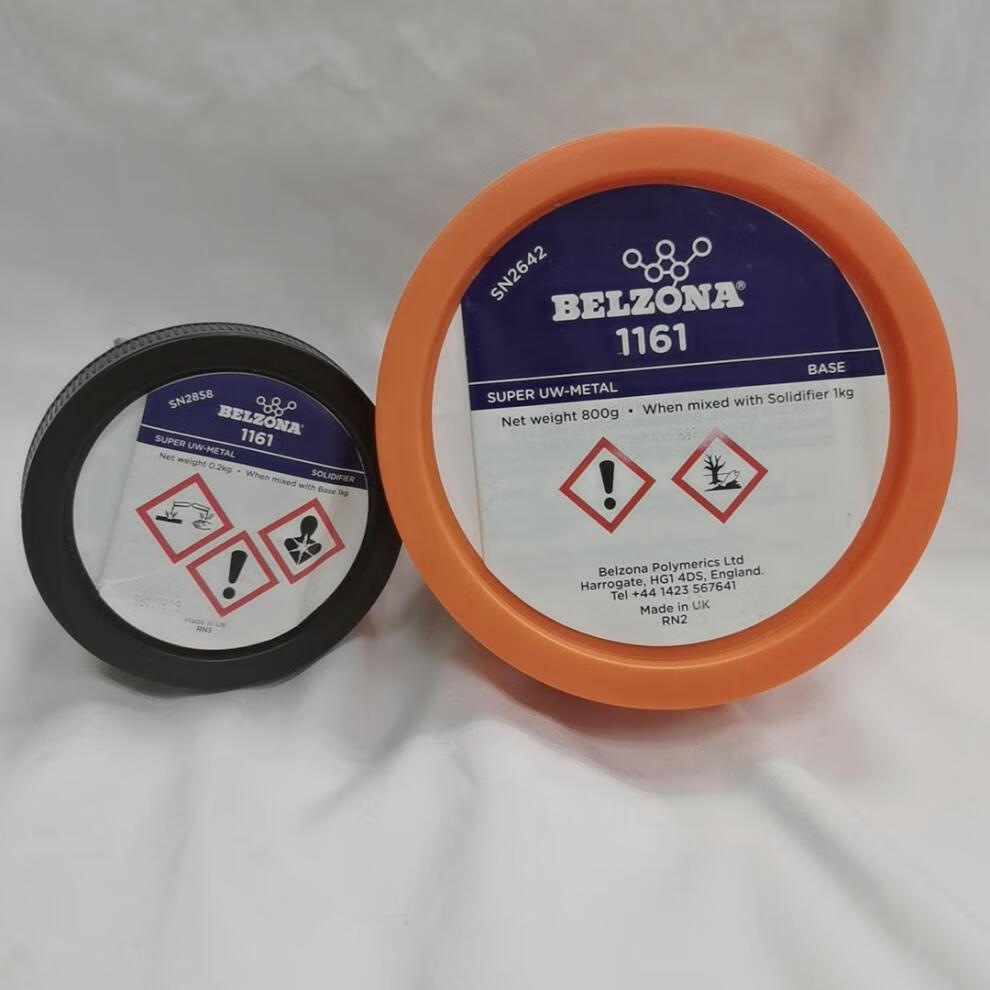 SN2858
BELZONA
1161
SUPER UW-METAL
SOLIDIFIER
Net weight 0.2kg • When mixed with Base 1kg
Made in UK
RN3
SN2642
BELZONA®
1161
SUPER UW-METAL
BASE
Net weight 800g • When mixed with Solidifier 1kg
Belzona Polymerics Ltd
Harrogate, HG1 4DS, England.
Tel +44 1423 567641
Made in UK
RN2